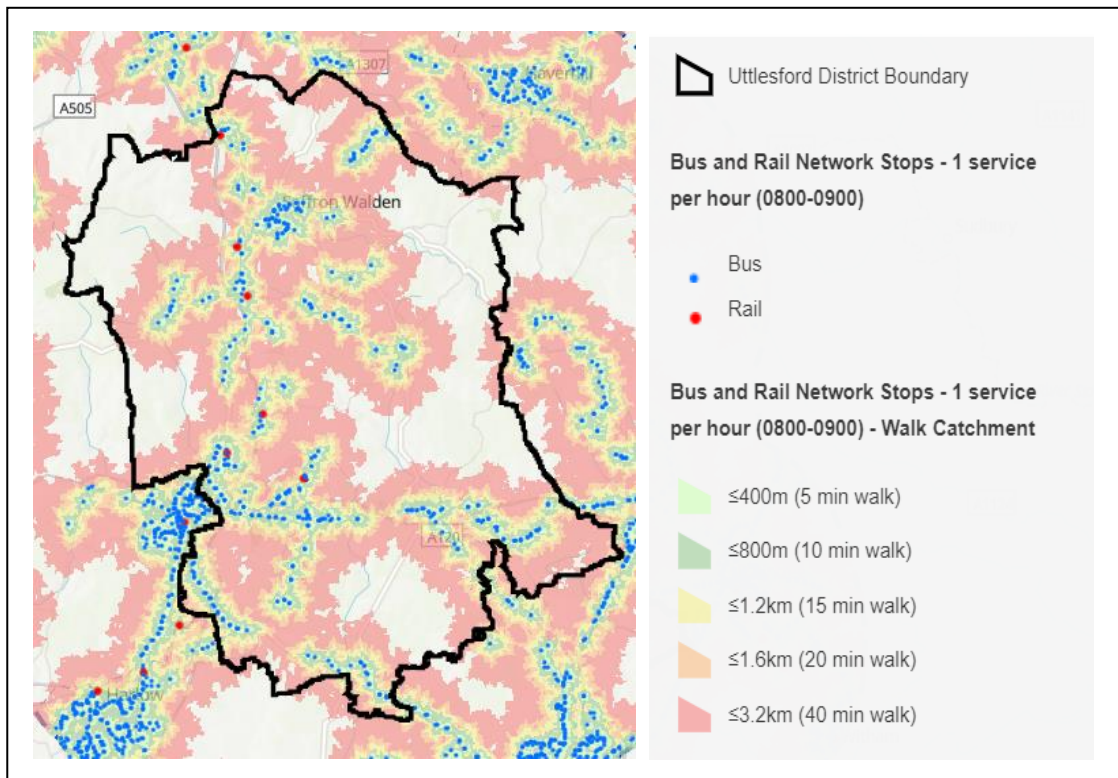 A1307
Haverhill
A505
Saffron Walden
A120
Harlow
Uttlesford District Boundary
Bus and Rail Network Stops - 1 service
per hour (0800-0900)
Bus
Rail
Bus and Rail Network Stops - 1 service
per hour (0800-0900) - Walk Catchment
≤400m (5 min walk)
≤800m (10 min walk)
≤1.2km (15 min walk)
≤1.6km (20 min walk)
≤3.2km (40 min walk)